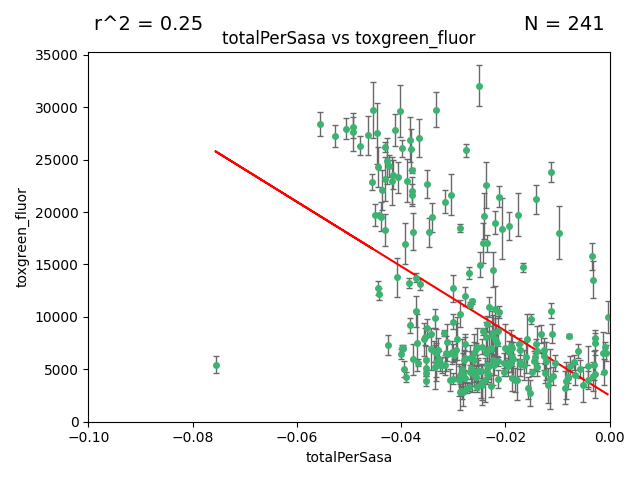 r^2 = 0.25
N = 241
totalPerSasa vs toxgreen_fluor
35000
30000
25000
20000
15000
10000
5000
0
toxgreen_fluor
−0.10
−0.08
−0.06
−0.04
−0.02
0.00
totalPerSasa